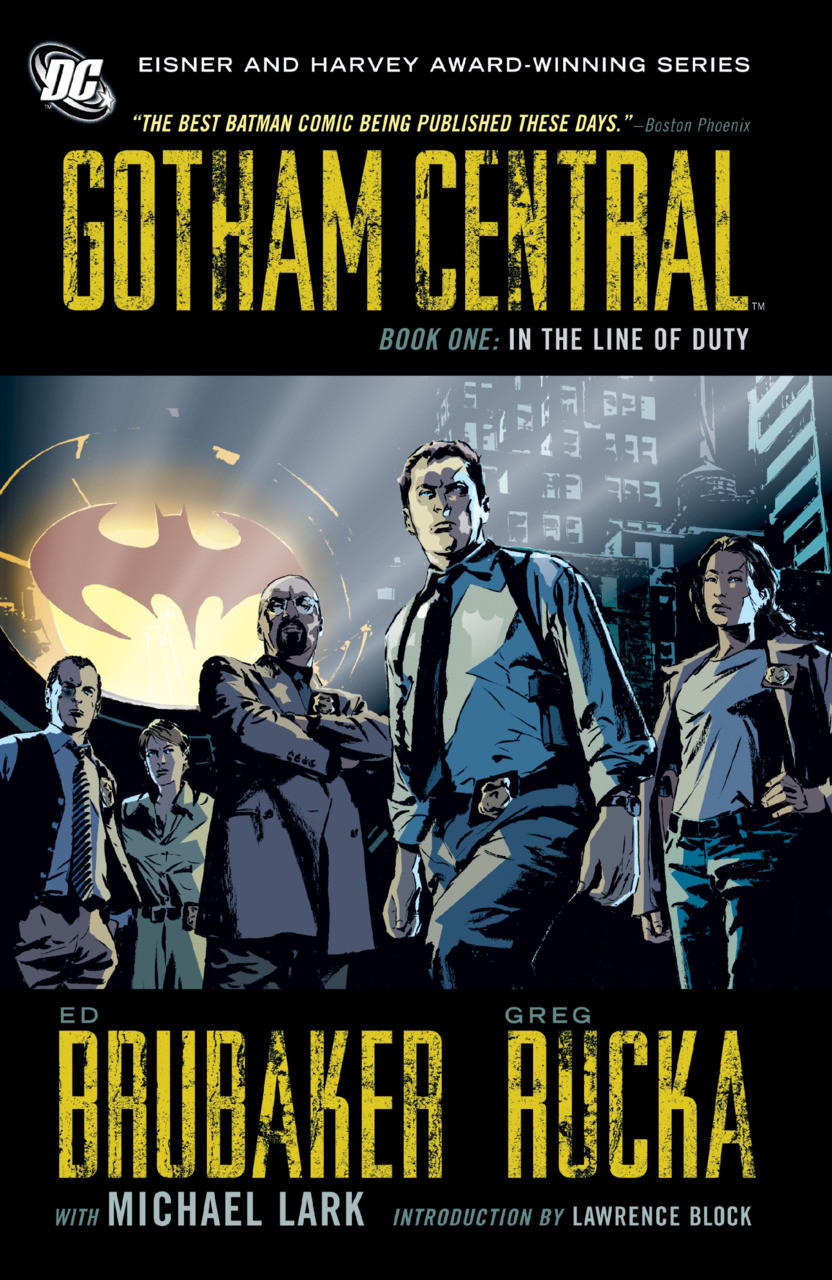 DC
™
EISNER AND HARVEY AWARD-WINNING SERIES
“THE BEST BATMAN COMIC BEING PUBLISHED THESE DAYS.”–Boston Phoenix
GOTHAM CENTRAL™
BOOK ONE: IN THE LINE OF DUTY
ED
BRUBAKER
GREG
RUCKA
WITH MICHAEL LARK
INTRODUCTION BY LAWRENCE BLOCK